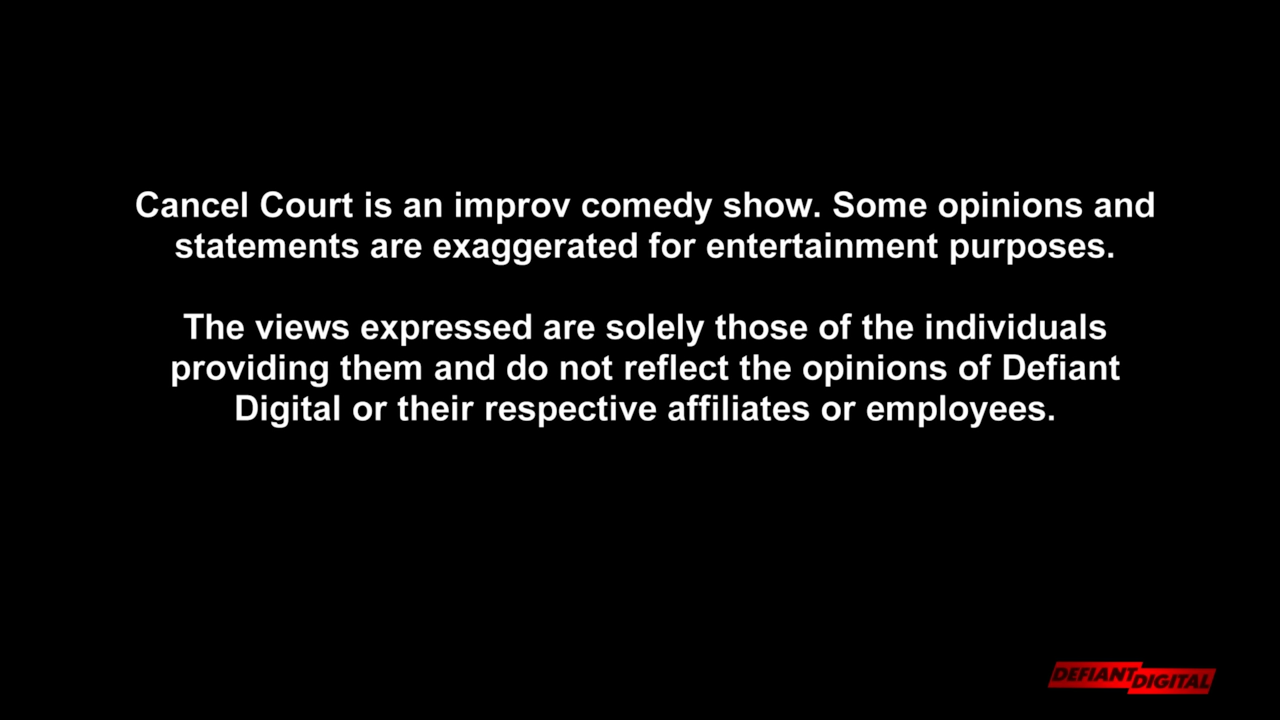 Cancel Court is an improv comedy show. Some opinions and
statements are exaggerated for entertainment purposes.
The views expressed are solely those of the individuals
providing them and do not reflect the opinions of Defiant
Digital or their respective affiliates or employees.
DEFIANT DIGITAL